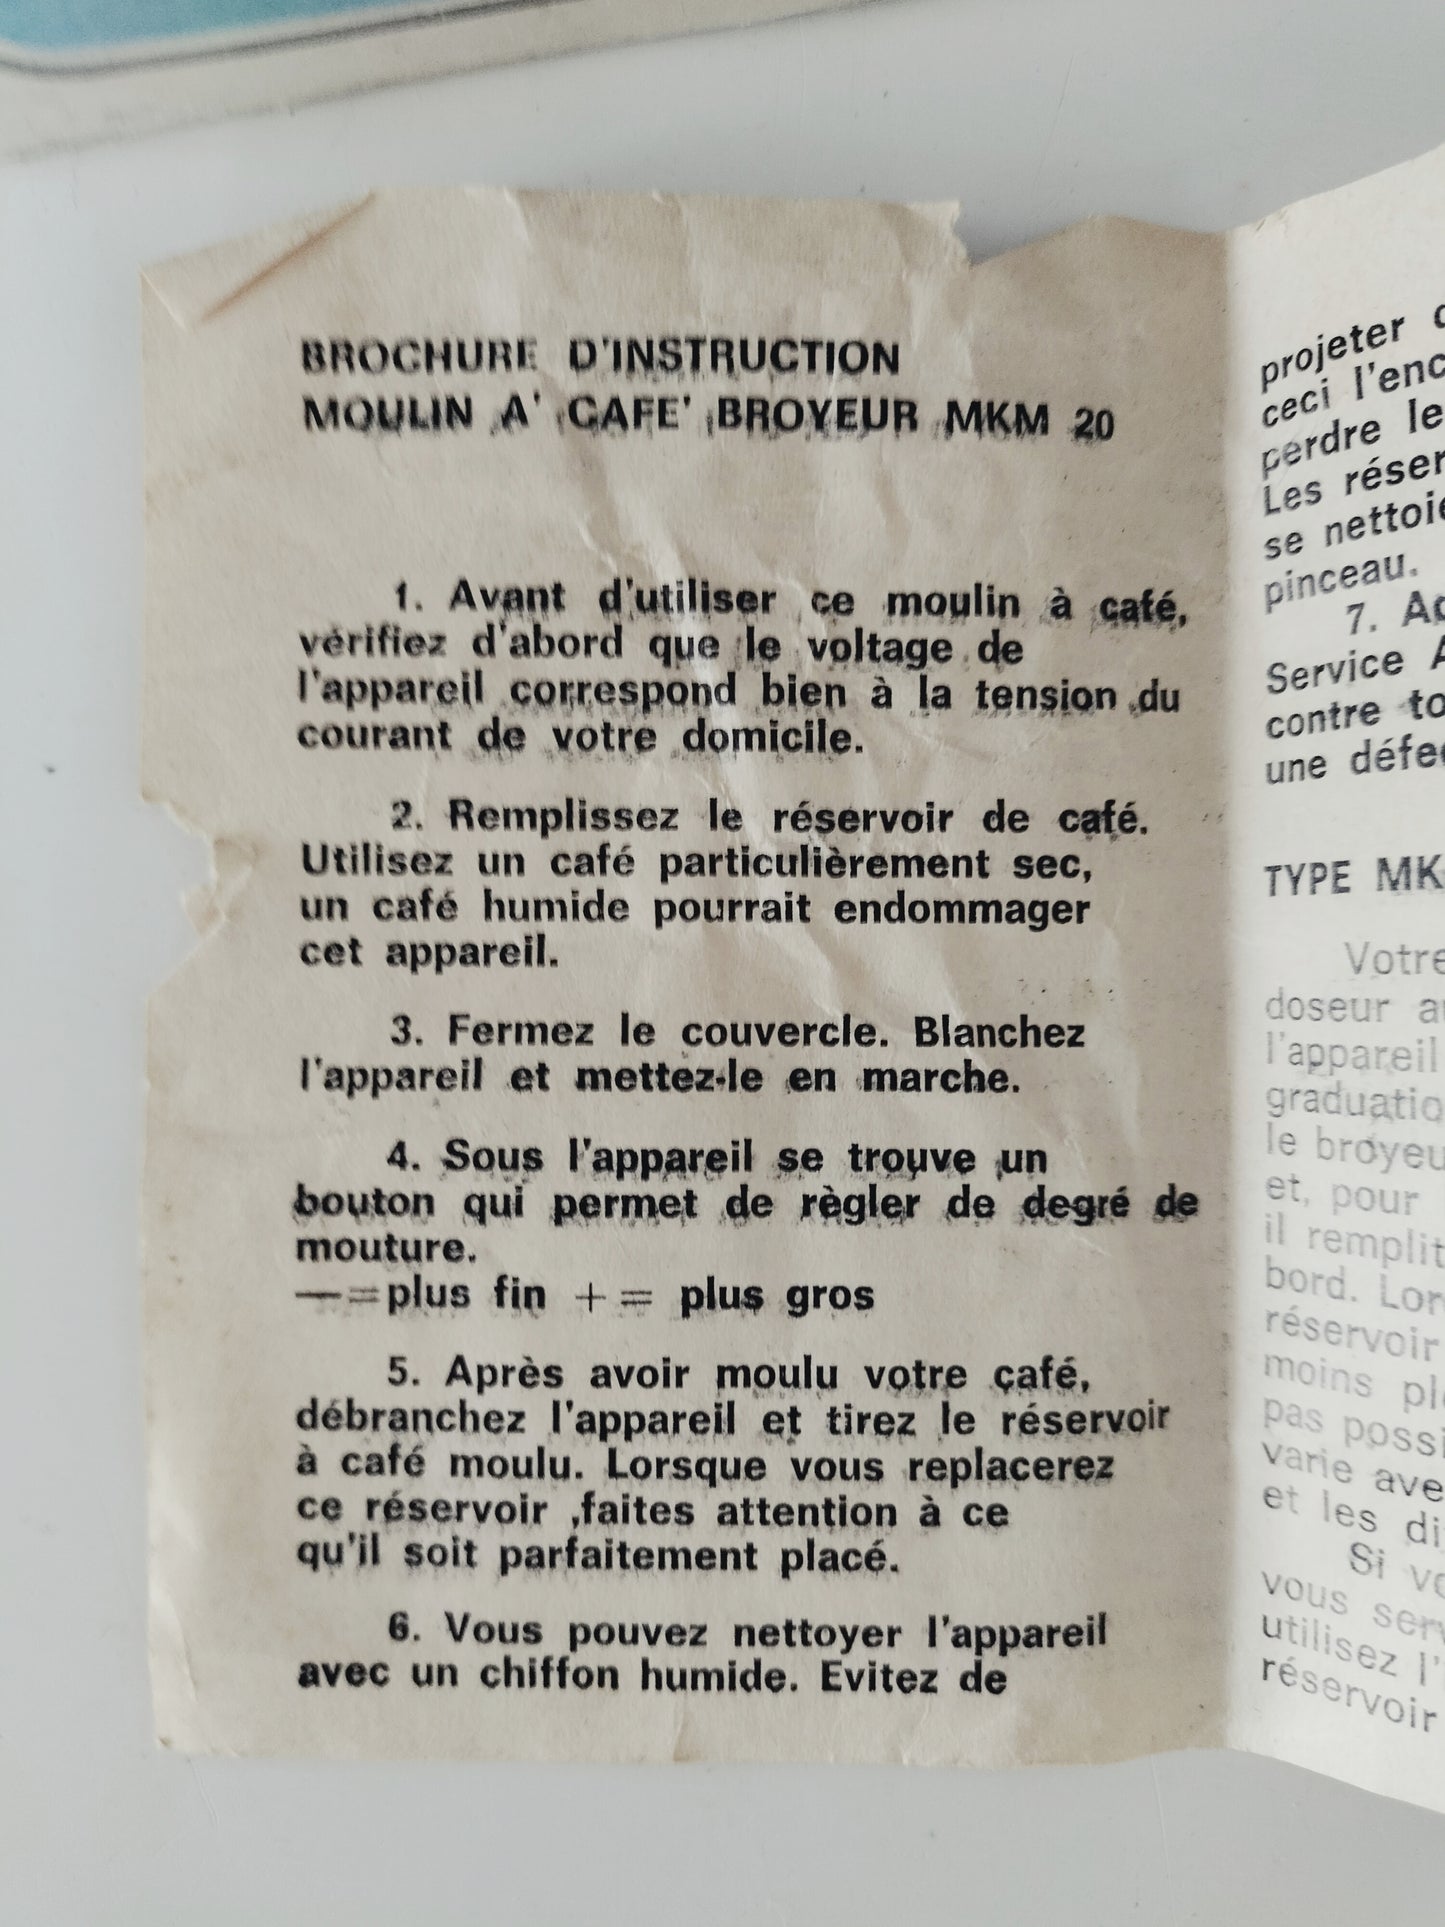 BROCHURE D'INSTRUCTION
MOULIN A' CAFE' BROYEUR MKM 20
1. Avant d'utiliser ce moulin à café,
vérifiez d'abord que le voltage de
l'appareil correspond bien à la tension du
courant de votre domicile.
2. Remplissez le réservoir de café.
Utilisez un café particulièrement sec,
un café humide pourrait endommager
cet appareil.
3. Fermez le couvercle. Blanchez
l'appareil et mettez-le en marche.
4. Sous l'appareil se trouve un
bouton qui permet de règler de degré de
mouture.
—=plus fin += plus gros
5. Après avoir moulu votre café,
débranchez l'appareil et tirez le réservoir
à café moulu. Lorsque vous replacerez
ce réservoir ,faites attention à ce
qu'il soit parfaitement placé.
6. Vous pouvez nettoyer l'appareil
avec un chiffon humide. Evitez de
projeter
ceci l'enc
perdre le
Les réser
se nettoie
pinceau.
7.
Service A
contre to
une défe
TYPE MK
Votre
doseur a
l'appareil
graduatio
le broyeu
et, pour
il remplit
bord. Lor
réservoir
moins pl
pas possi
varie ave
et les di
Si vo
vous serv
utilisez l'
réservoir